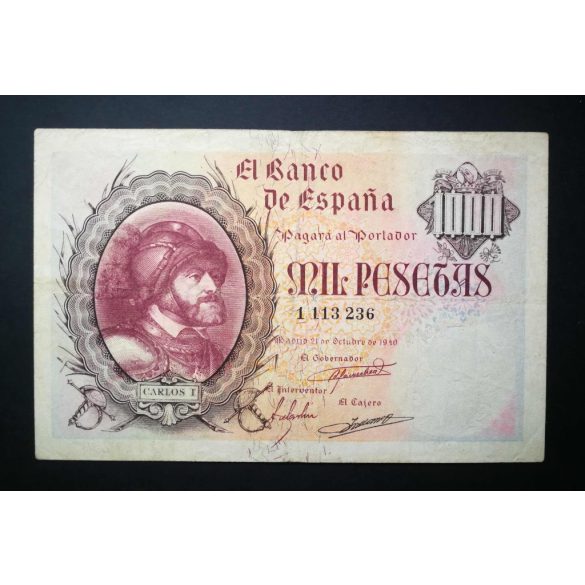 El Banco
de España
Pagará al Portador
MIL PESETAS
1 113 236
Madrid 21 de Octubre de 1940
El Gobernador
El Interventor
El Cajero
CARLOS I